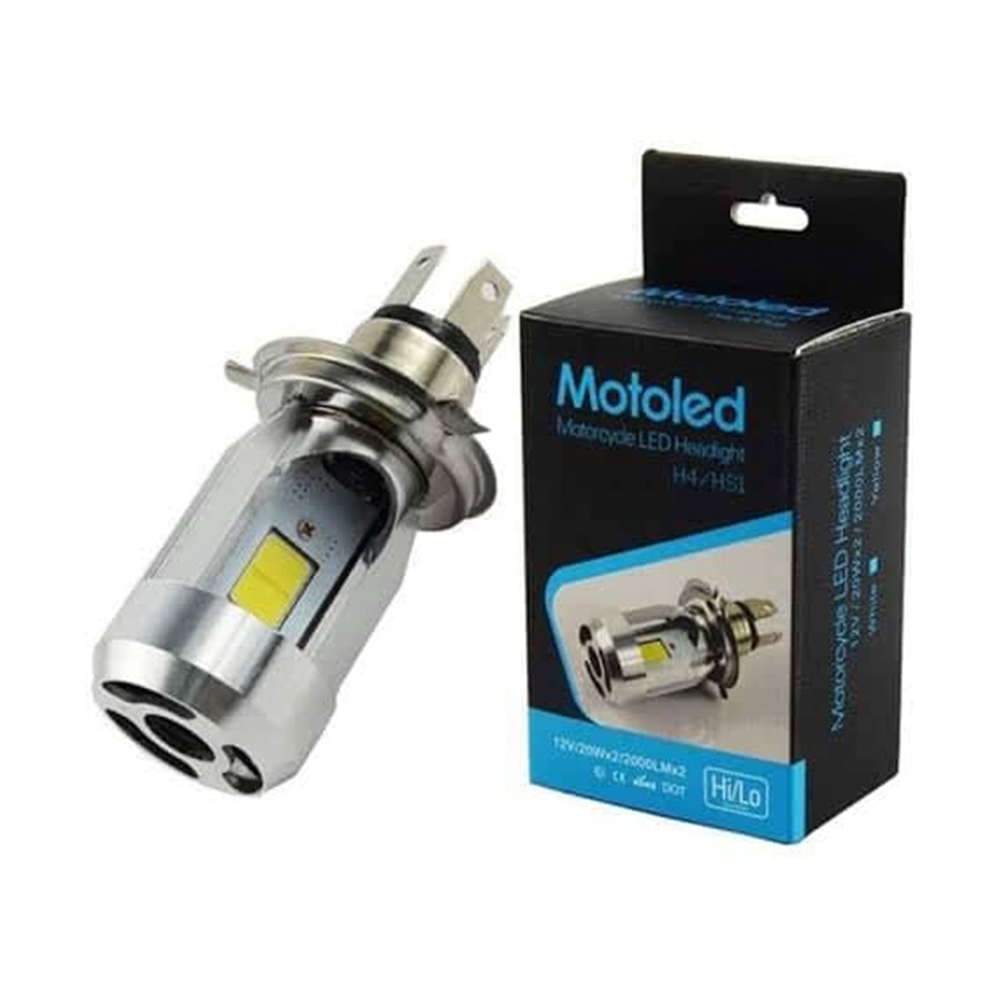 Motoled
Motoled
Motorcycle LED Headlight
H4/HS1
12V/20Wx2/2000LMx2
CE RoHS DOT
Hi/Lo
Motorcycle LED Headlight
12V / 20Wx2 / 2000LMx2
White Yellow